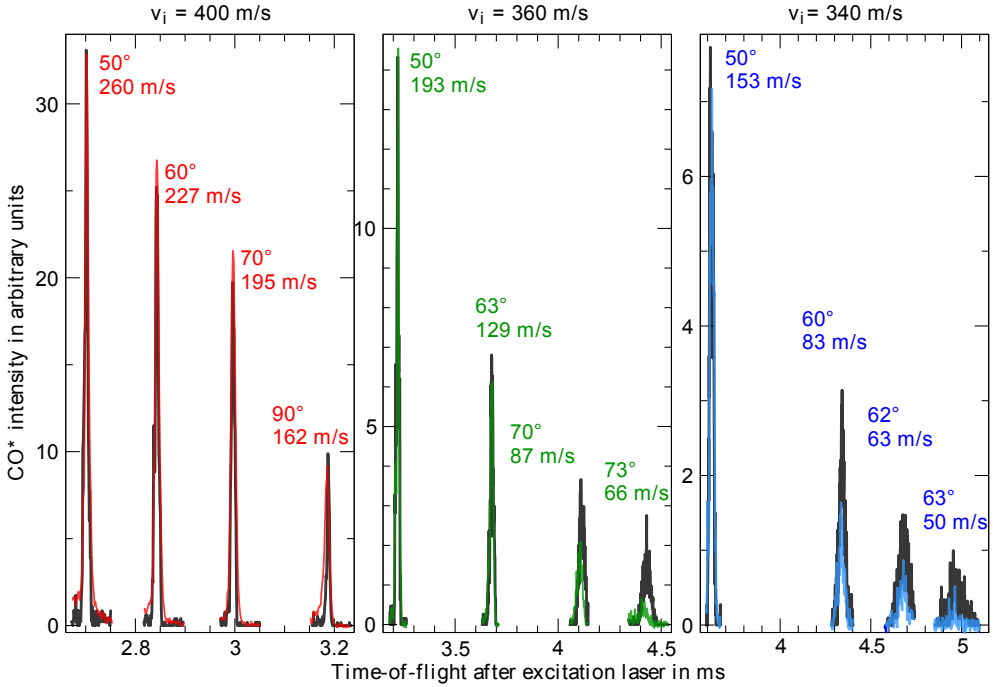 v_i = 400 m/s
v_i = 360 m/s
v_i = 340 m/s
CO* intensity in arbitrary units
30
20
10
0
50°
260 m/s
60°
227 m/s
70°
195 m/s
90°
162 m/s
2.8
3
3.2
10
5
0
50°
193 m/s
63°
129 m/s
70°
87 m/s
73°
66 m/s
3.5
4
4.5
6
4
2
0
50°
153 m/s
60°
83 m/s
62°
63 m/s
63°
50 m/s
4
4.5
5
Time-of-flight after excitation laser in ms